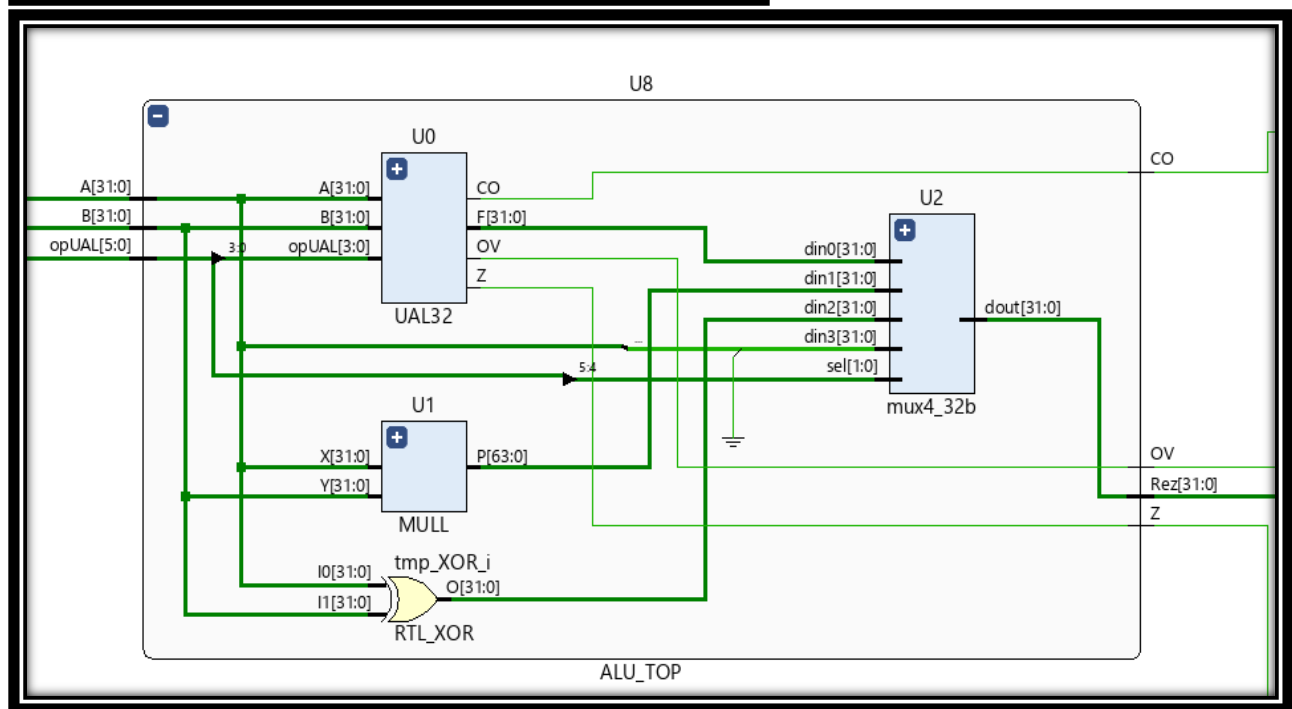 U8
U0
U2
A[31:0]
B[31:0]
opUAL[5:0]
3:0
A[31:0]
B[31:0]
opUAL[3:0]
CO
F[31:0]
OV
Z
UAL32
din0[31:0]
din1[31:0]
din2[31:0]
din3[31:0]
sel[1:0]
dout[31:0]
mux4_32b
5:4
U1
X[31:0]
Y[31:0]
P[63:0]
MULL
tmp_XOR_i
I0[31:0]
I1[31:0]
O[31:0]
RTL_XOR
CO
OV
Rez[31:0]
Z
ALU_TOP